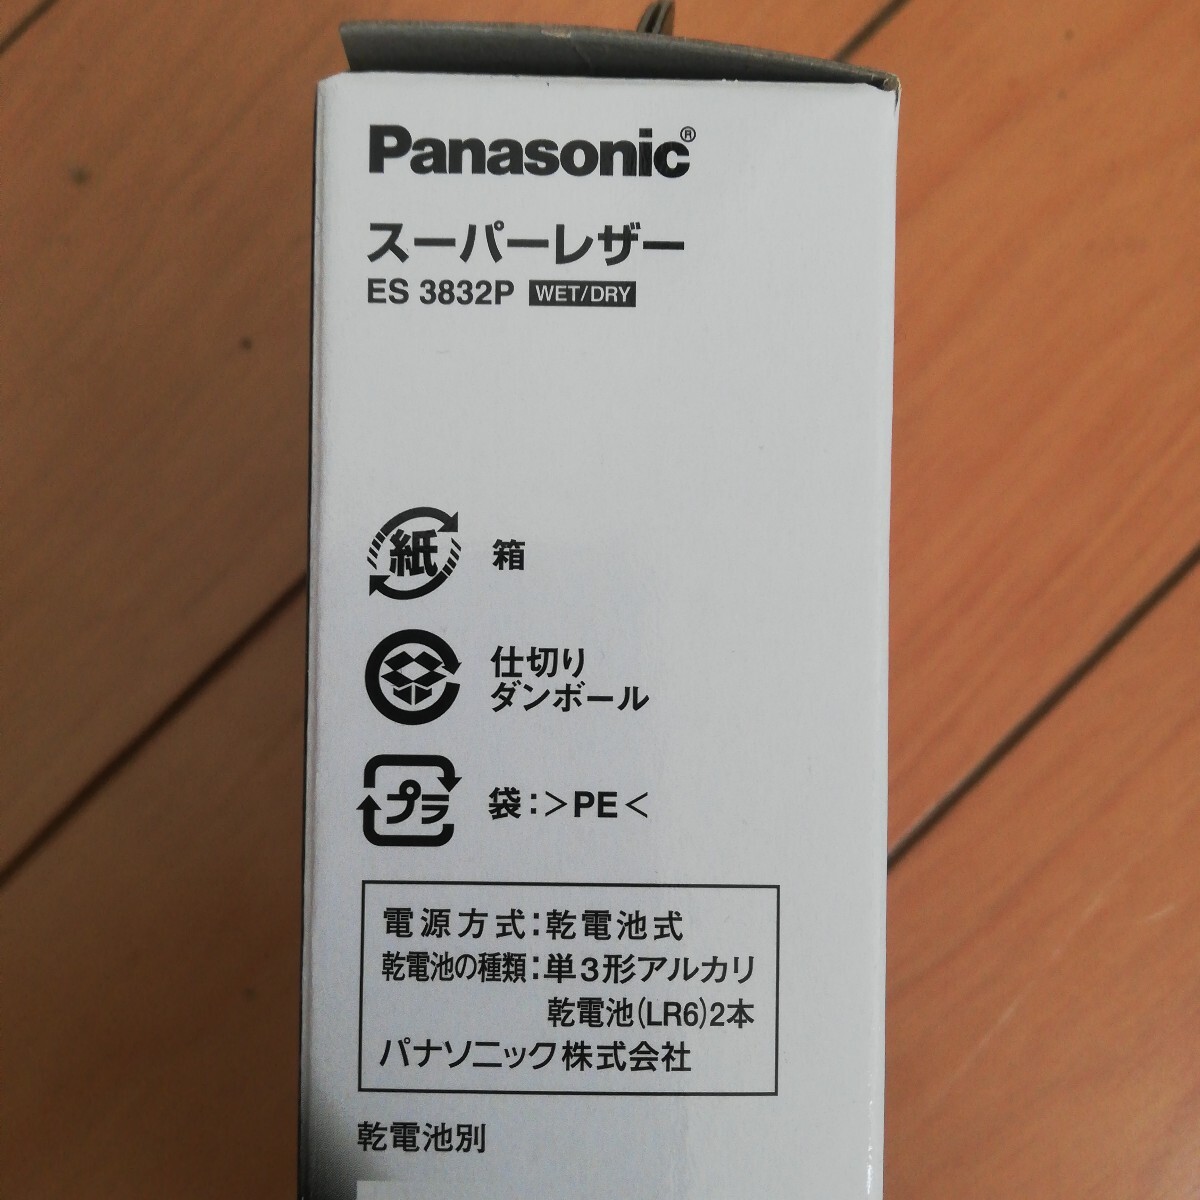 Panasonic®
スーパーレザー
ES 3832P WET/DRY
紙 箱
仕切り
ダンボール
プラ 袋:>PE<
電源方式:乾電池式
乾電池の種類:単3形アルカリ
乾電池(LR6)2本
パナソニック株式会社
乾電池別